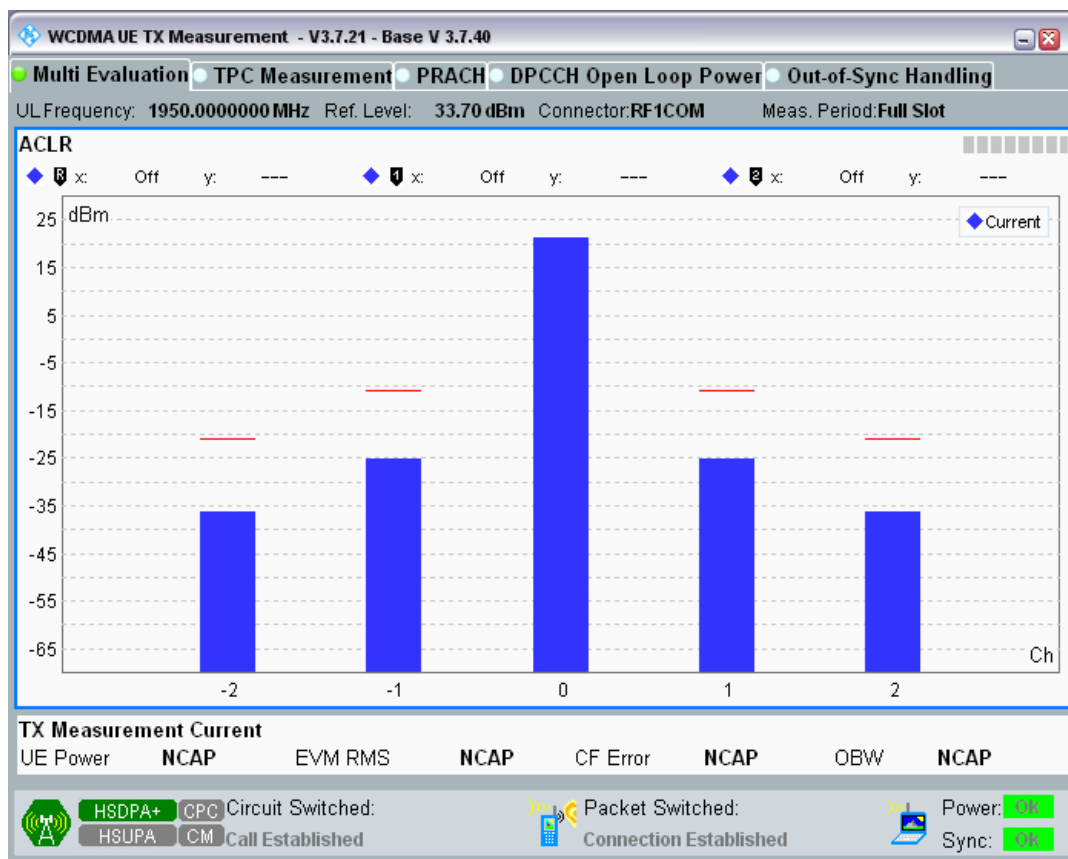 WCDMA UE TX Measurement - V3.7.21 - Base V 3.7.40
Multi Evaluation TPC Measurement PRACH DPCCH Open Loop Power Out-of-Sync Handling
UL Frequency: 1950.0000000 MHz Ref. Level: 33.70 dBm Connector:RF1COM Meas. Period:Full Slot
ACLR
R x: Off y: --- 1 x: Off y: --- 2 x: Off y: ---
dBm
Current
25
15
5
-5
-15
-25
-35
-45
-55
-65
Ch
-2 -1 0 1 2
TX Measurement Current
UE Power NCAP EVM RMS NCAP CF Error NCAP OBW NCAP
HSDPA+ CPC Circuit Switched: Packet Switched: Power: Ok
HSUPA CM Call Established Connection Established Sync: Ok